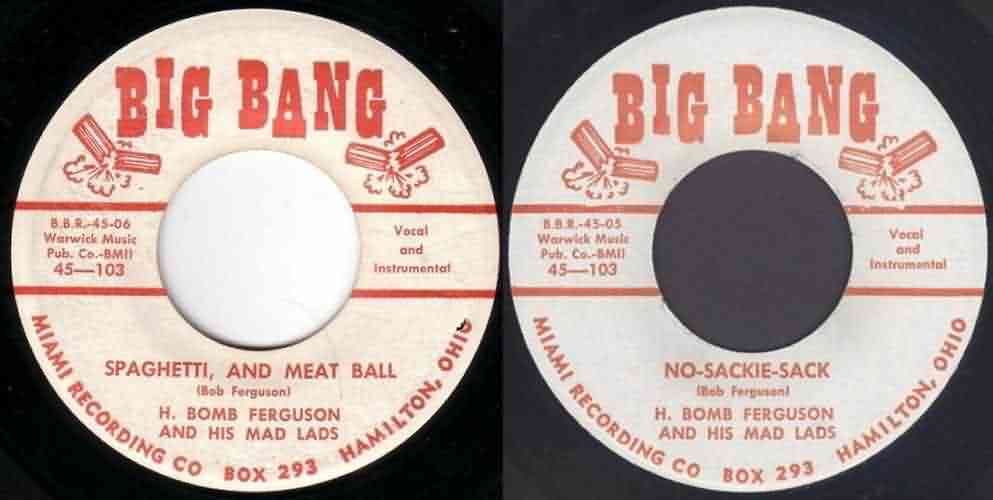 BIG BANG
B.B.R.-45-06
Warwick Music
Pub. Co.-BMII
45—103
Vocal
and
Instrumental
SPAGHETTI, AND MEAT BALL
(Bob Ferguson)
H. BOMB FERGUSON
AND HIS MAD LADS
MIAMI RECORDING CO BOX 293 HAMILTON, OHIO
BIG BANG
B.B.R.-45-05
Warwick Music
Pub. Co.-BMII
45—103
Vocal
and
Instrumental
NO-SACKIE-SACK
(Bob Ferguson)
H. BOMB FERGUSON
AND HIS MAD LADS
MIAMI RECORDING CO BOX 293 HAMILTON, OHIO